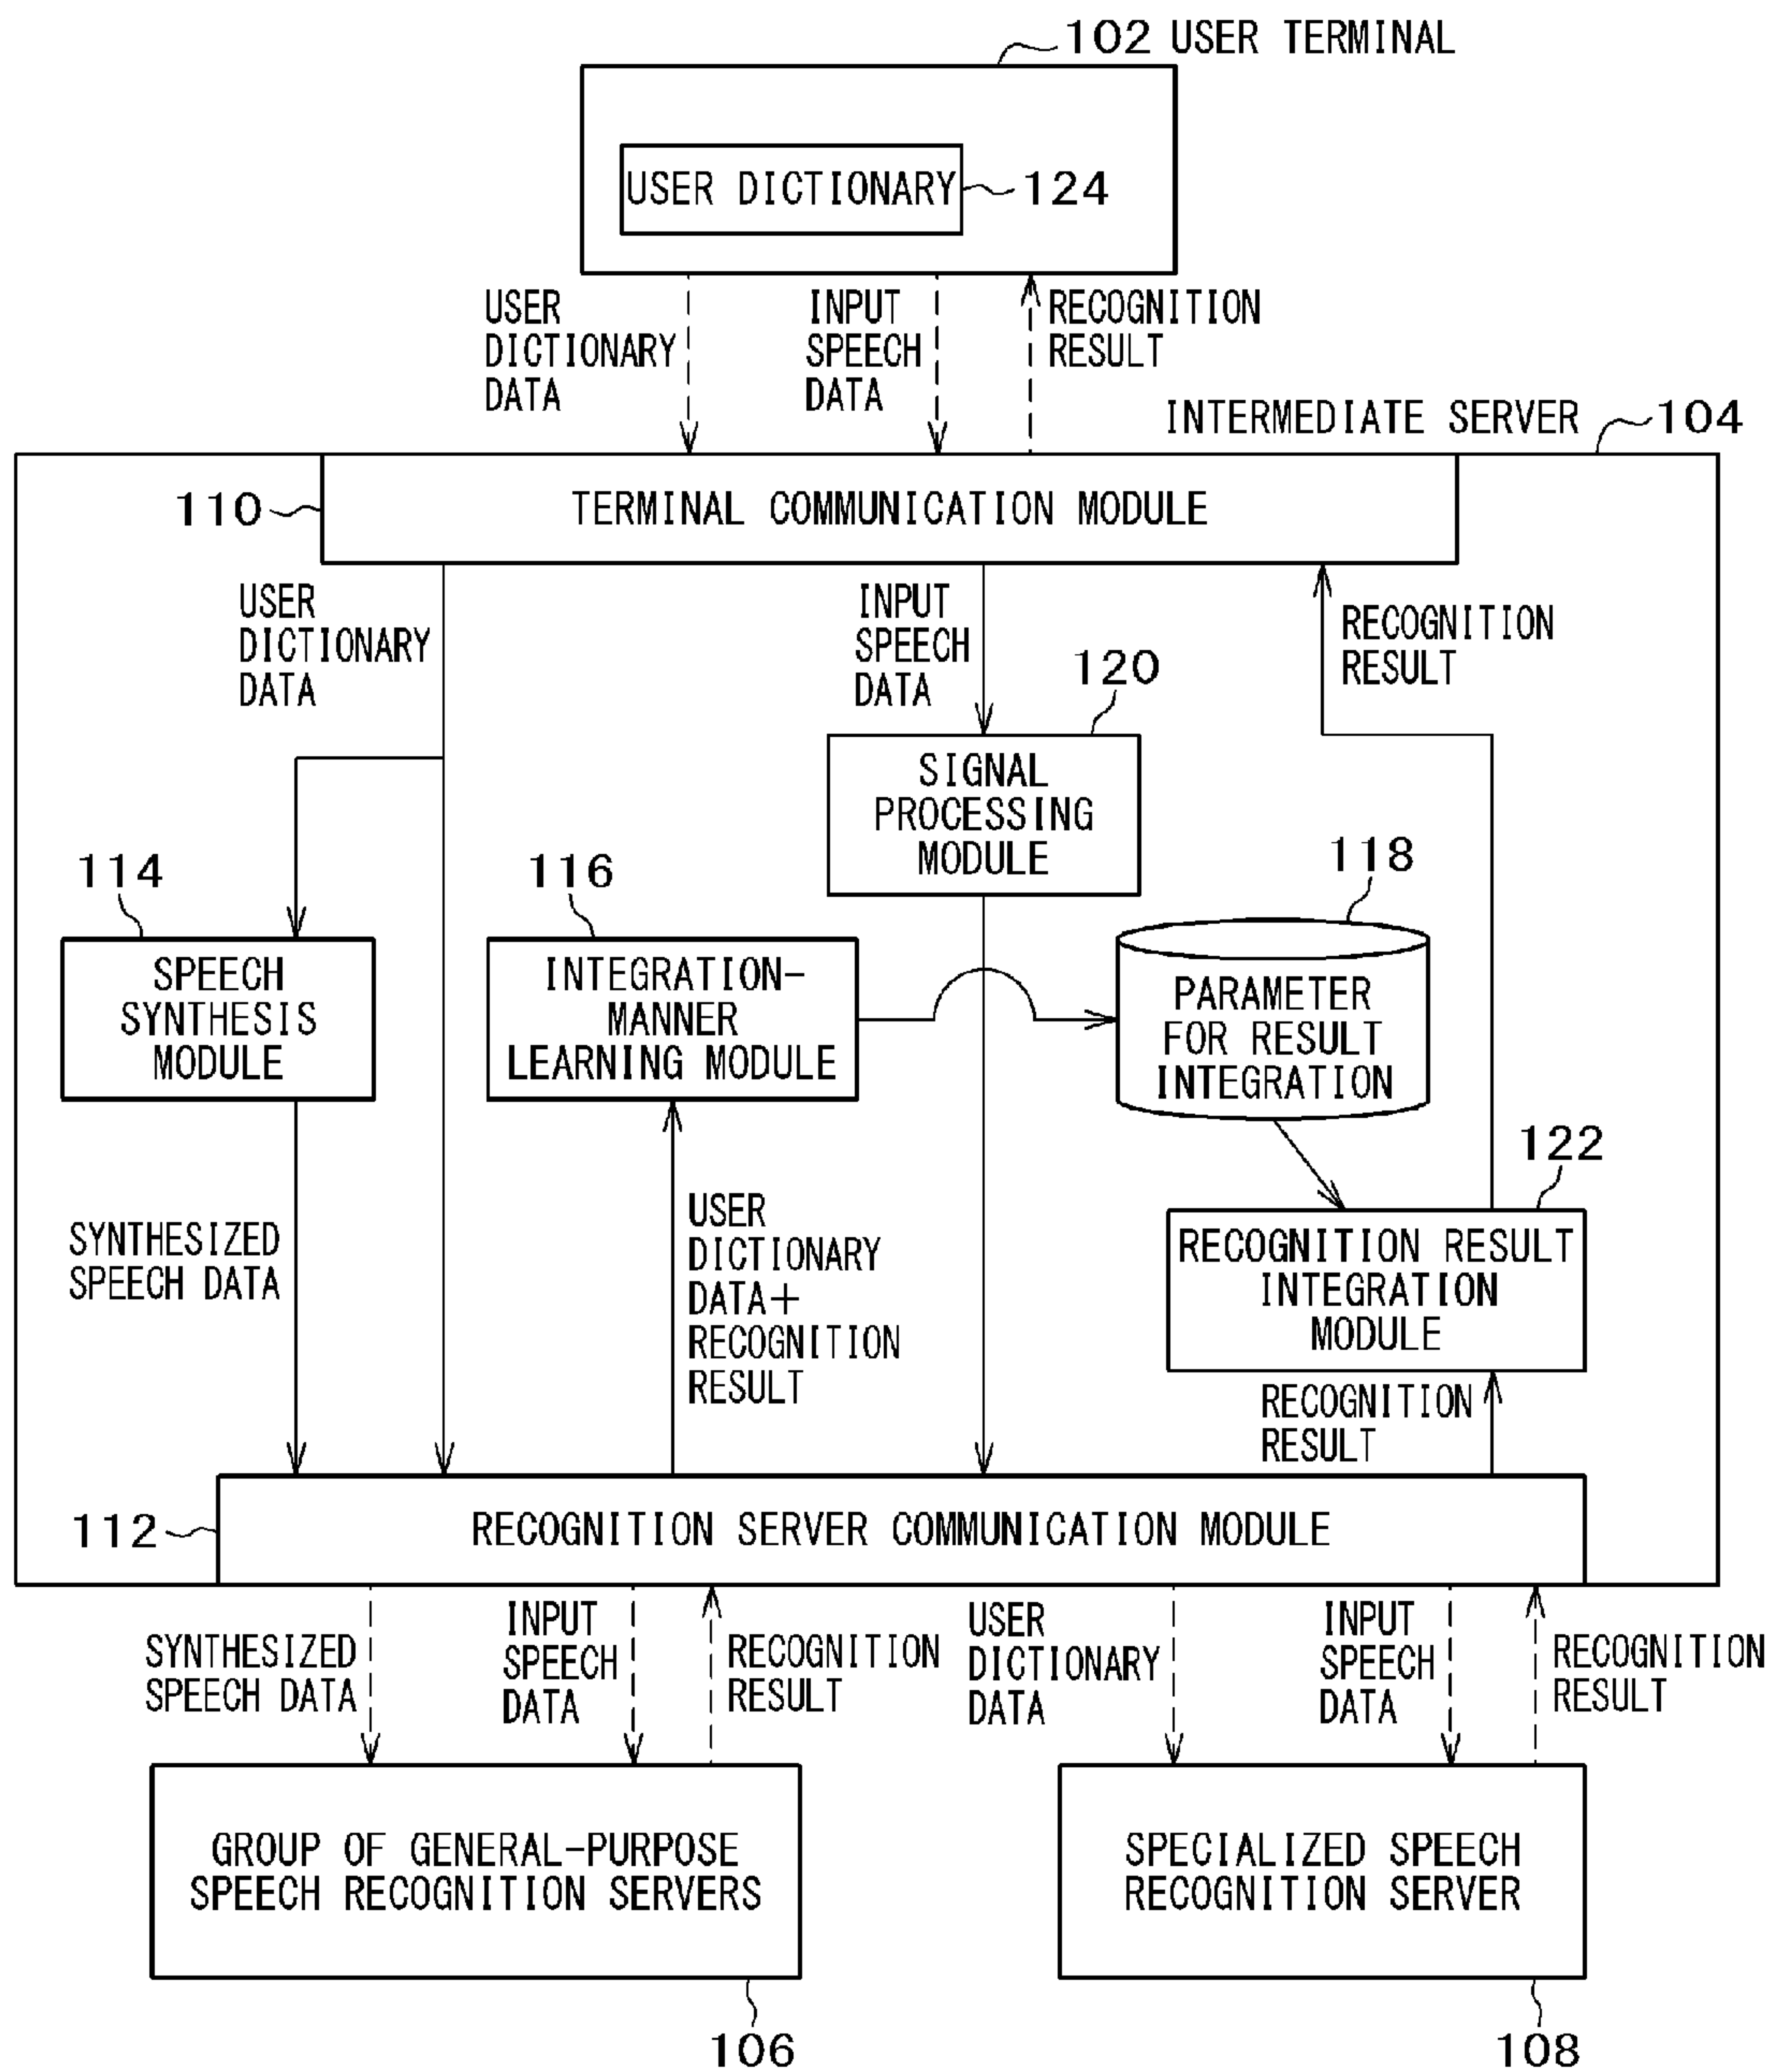 102 USER TERMINAL
USER DICTIONARY
124
USER
DICTIONARY
DATA
INPUT
SPEECH
DATA
RECOGNITION
RESULT
INTERMEDIATE SERVER
104
110
TERMINAL COMMUNICATION MODULE
USER
DICTIONARY
DATA
INPUT
SPEECH
DATA
RECOGNITION
RESULT
120
SIGNAL
PROCESSING
MODULE
114
SPEECH
SYNTHESIS
MODULE
116
INTEGRATION-
MANNER
LEARNING MODULE
118
PARAMETER
FOR RESULT
INTEGRATION
122
RECOGNITION RESULT
INTEGRATION
MODULE
SYNTHESIZED
SPEECH DATA
USER
DICTIONARY
DATA+
RECOGNITION
RESULT
RECOGNITION
RESULT
112
RECOGNITION SERVER COMMUNICATION MODULE
SYNTHESIZED
SPEECH DATA
INPUT
SPEECH
DATA
RECOGNITION
RESULT
USER
DICTIONARY
DATA
INPUT
SPEECH
DATA
RECOGNITION
RESULT
GROUP OF GENERAL-PURPOSE
SPEECH RECOGNITION SERVERS
106
SPECIALIZED SPEECH
RECOGNITION SERVER
108